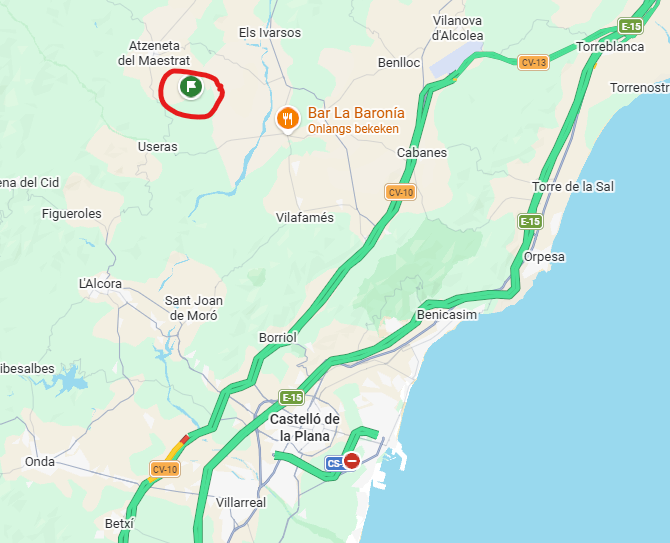 Vilanova
d'Alcolea
E-15
Els Ivarsos
Atzeneta
del Maestrat
Torreblanca
Benlloc
CV-13
Torrenostr
Bar La Baronía
Onlangs bekeken
Useras
Cabanes
ena del Cid
CV-10
Torre de la Sal
Figueroles
Vilafamés
E-15
Orpesa
L'Alcora
Sant Joan
de Moró
Benicasim
Borriol
ibesalbes
E-15
Castelló de
la Plana
Onda
CV-10
CS-
Villarreal
Betxí